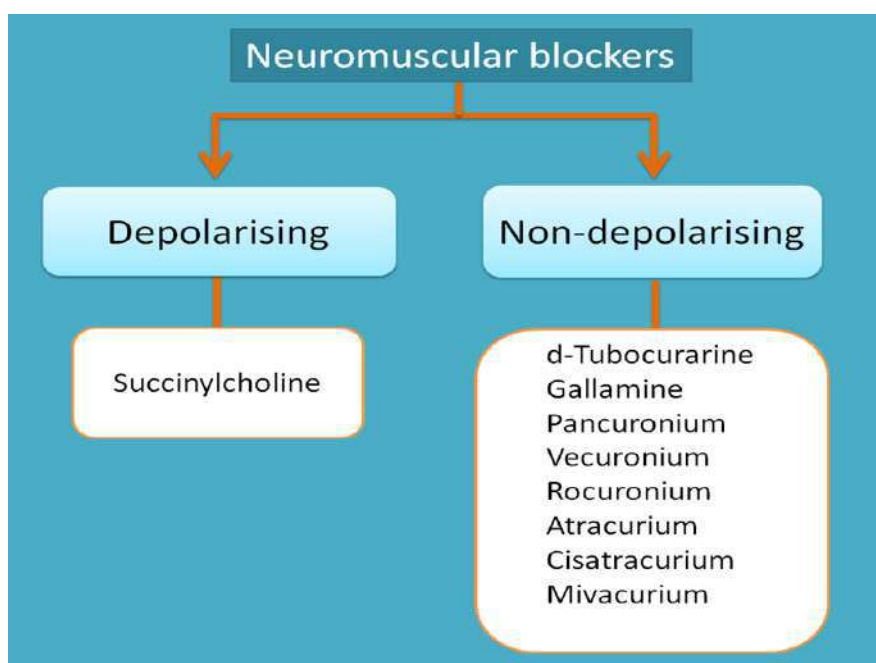 Neuromuscular blockers
Depolarising
Non-depolarising
Succinylcholine
d-Tubocurarine
Gallamine
Pancuronium
Vecuronium
Rocuronium
Atracurium
Cisatracurium
Mivacurium